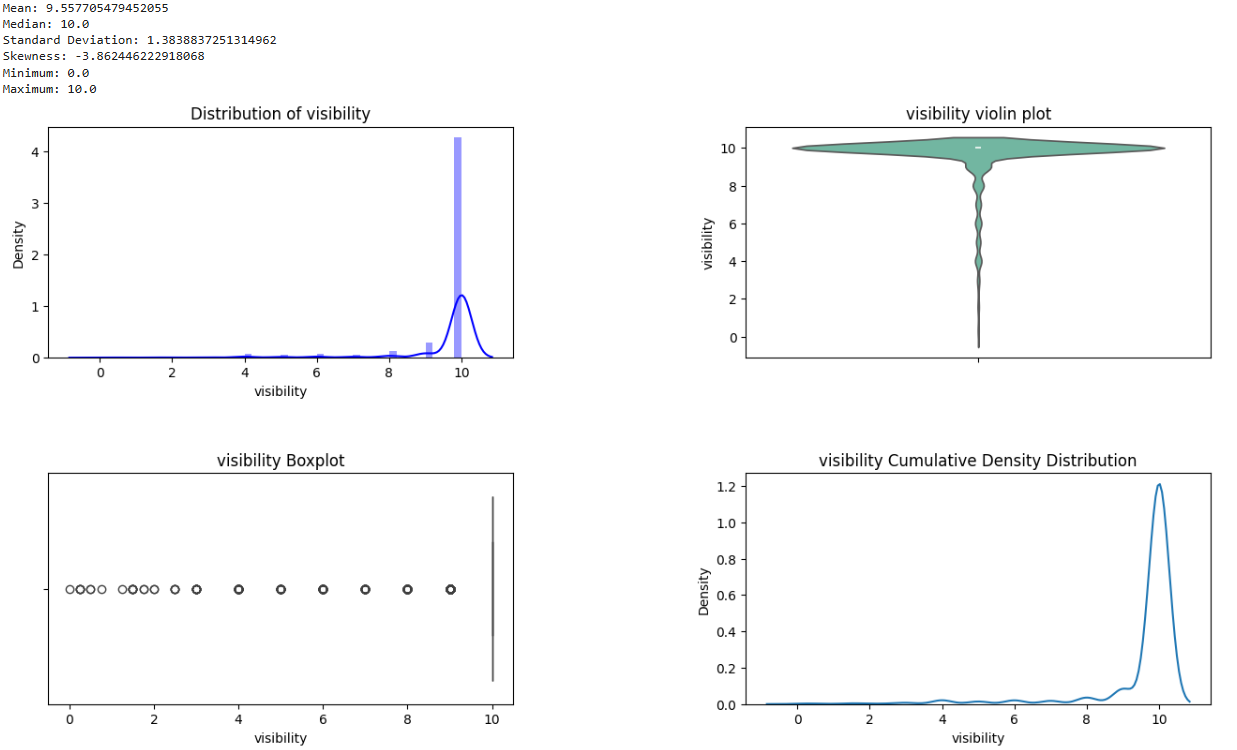 Mean: 9.557705479452055
Median: 10.0
Standard Deviation: 1.3838837251314962
Skewness: -3.862446222918068
Minimum: 0.0
Maximum: 10.0
Distribution of visibility
4
3
2
1
0
Density
0 2 4 6 8 10
visibility
visibility violin plot
10
8
6
4
2
0
visibility
visibility Boxplot
0 2 4 6 8 10
visibility
visibility Cumulative Density Distribution
1.2
1.0
0.8
0.6
0.4
0.2
0.0
Density
0 2 4 6 8 10
visibility